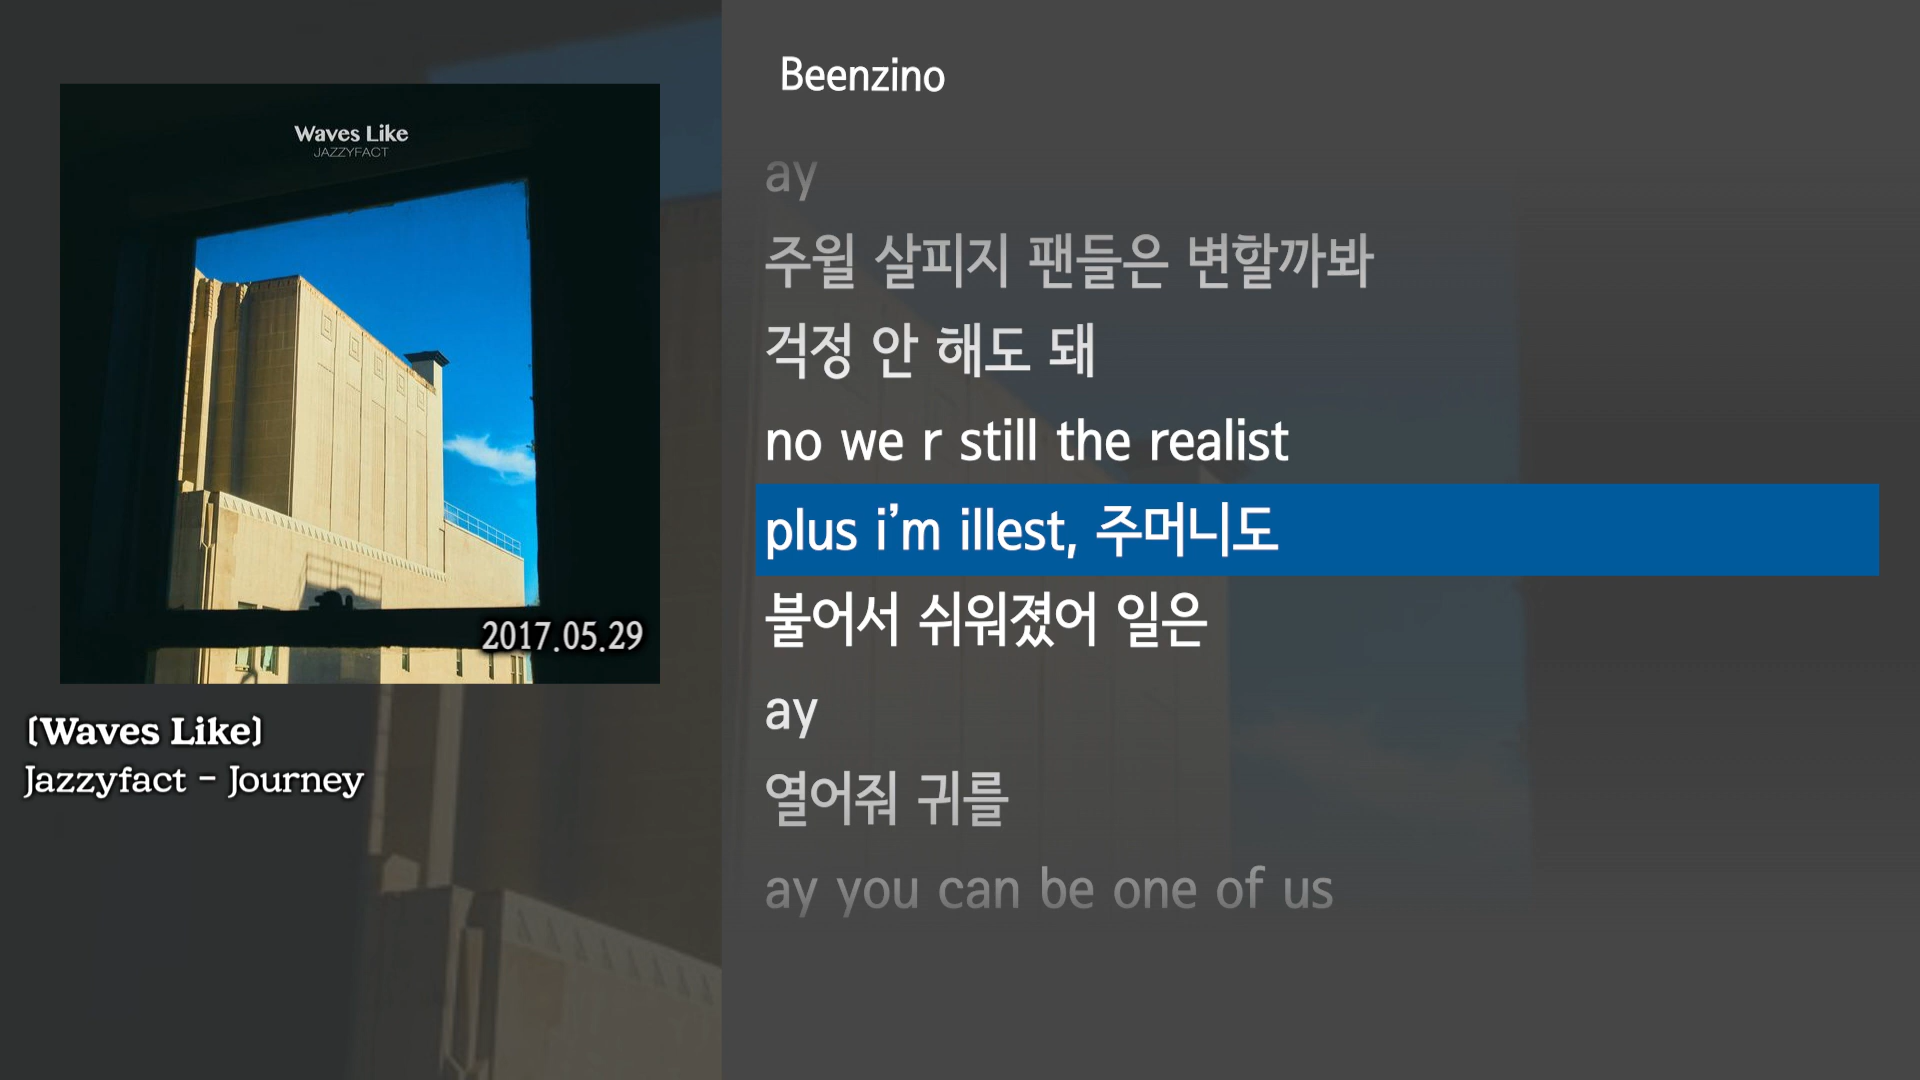 Waves Like
JAZZYFACT
2017.05.29
[Waves Like]
Jazzyfact - Journey
Beenzino
ay
주윌 살피지 팬들은 변할까봐
걱정 안 해도 돼
no we r still the realist
plus i'm illest, 주머니도
불어서 쉬워졌어 일은
ay
열어줘 귀를
ay you can be one of us